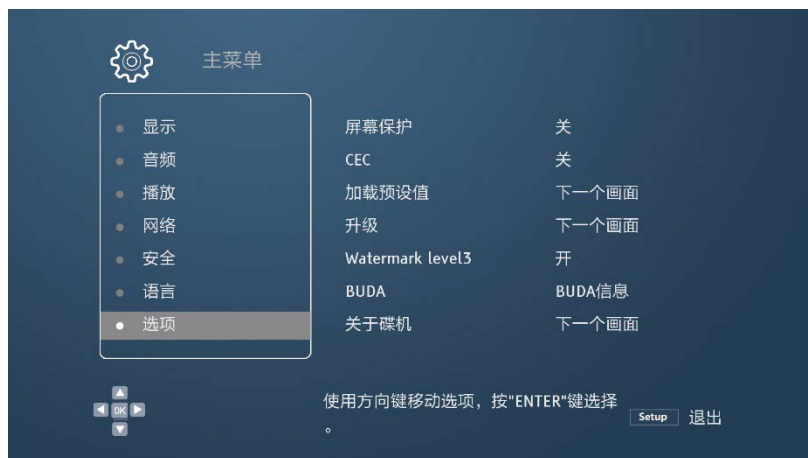 主菜单
显示
音频
播放
网络
安全
语言
选项
屏幕保护 关
CEC 关
加载预设值 下一个画面
升级 下一个画面
Watermark level3 开
BUDA BUDA信息
关于碟机 下一个画面
OK
使用方向键移动选项，按"ENTER"键选择
。
Setup 退出